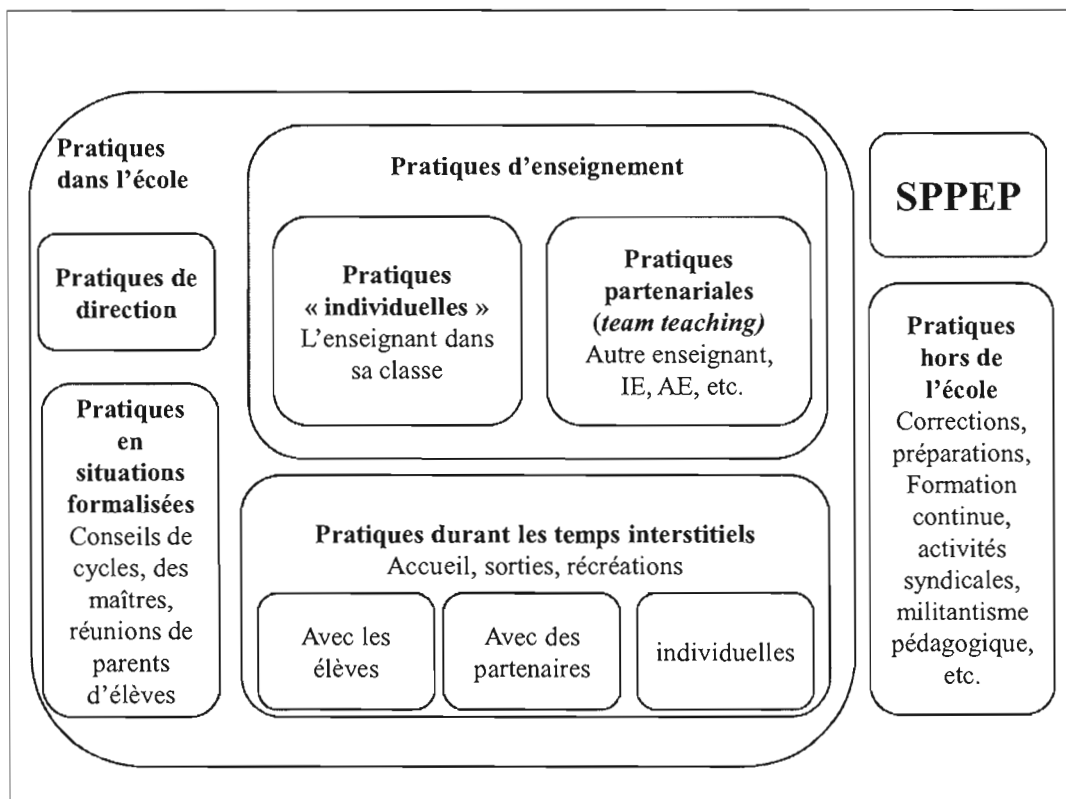 Pratiques
dans l'école
Pratiques de
direction
Pratiques
en
situations
formalisées
Conseils de
cycles, des
maîtres,
réunions de
parents
d'élèves
Pratiques d'enseignement
Pratiques
« individuelles »
L'enseignant dans
sa classe
Pratiques
partenariales
(team teaching)
Autre enseignant,
IE, AE, etc.
Pratiques durant les temps interstitiels
Accueil, sorties, récréations
Avec les
élèves
Avec des
partenaires
individuelles
SPPEP
Pratiques
hors de
l'école
Corrections,
préparations,
Formation
continue,
activités
syndicales,
militantisme
pédagogique,
etc.